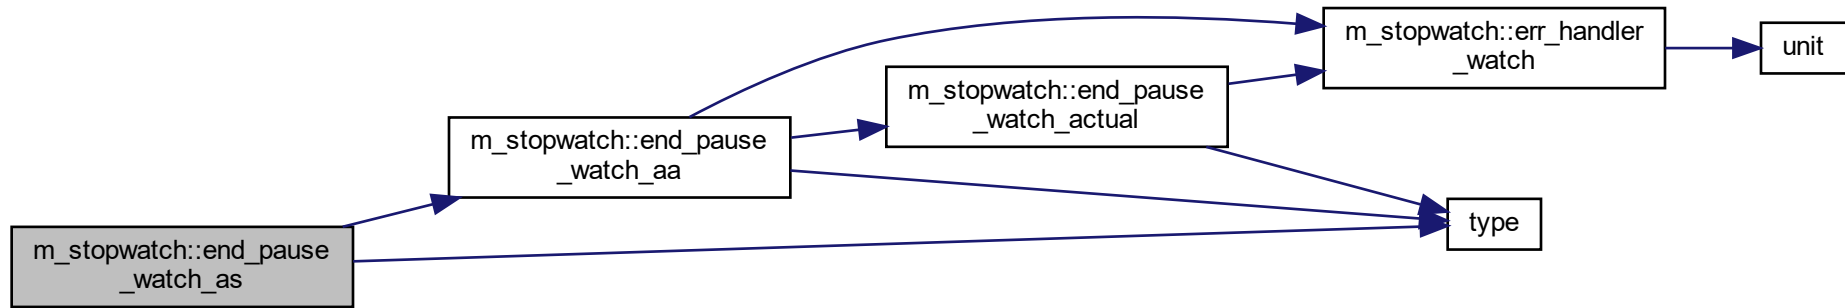 m_stopwatch::end_pause
_watch_as
m_stopwatch::end_pause
_watch_aa
m_stopwatch::end_pause
_watch_actual
m_stopwatch::err_handler
_watch
unit
type